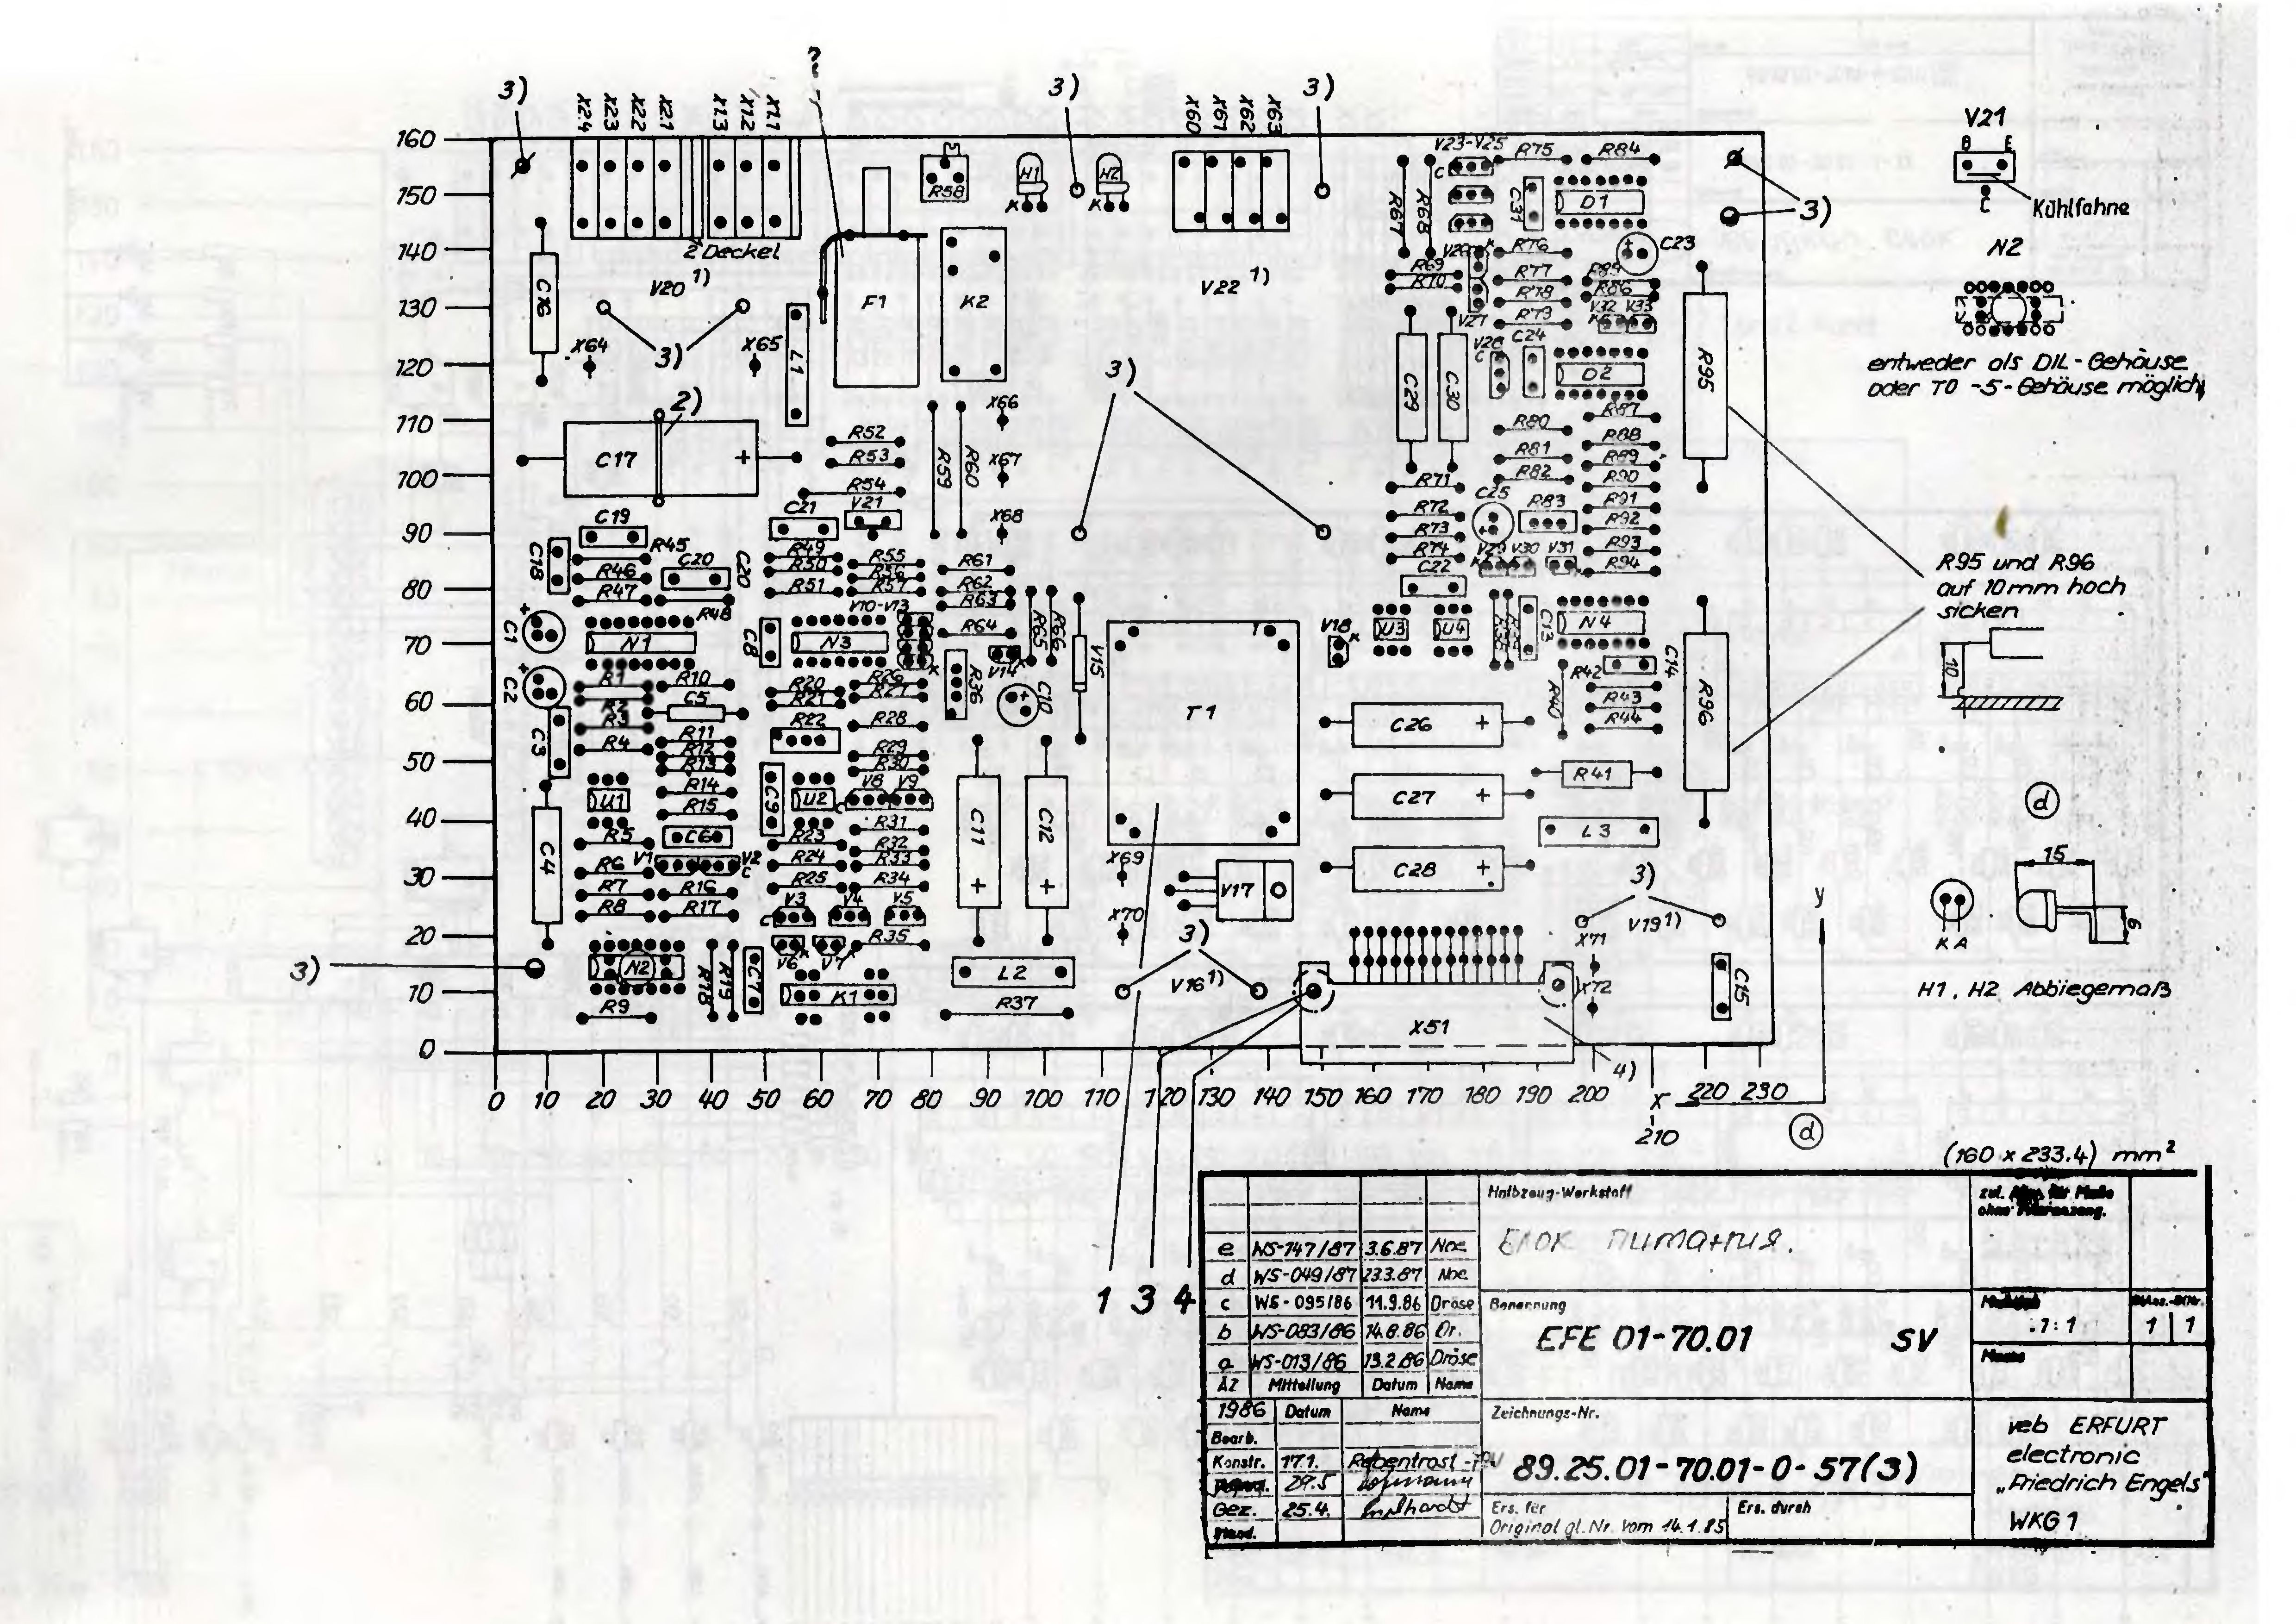 3)
3)
3)
X2.4 X2.3 X2.2 X2.1 X1.3 X1.2 X1.1
X60 X61 X62 X63
160
150
140
130
120
110
100
90
80
70
60
50
40
30
20
10
0
2 Deckel
V20 1)
V22 1)
R58
H1
K
H2
K
F1
K2
C16
L1
X64
3)
X65
2)
C17 +
R52
R53
R54
R59
R60
X66
X67
X68
3)
V23-V25
C
R75
R84
R67
R68
C31
D1
3)
C23
R76
R69
R70
R77
R78
R79
R85
R86
V32 V33
V27
V26
C
C24
D2
C29
C30
R95
R87
R80
R88
R81
R89
R82
R90
R71
R91
R72
C25
R83
R92
R73
R93
R74
V29 V30 V31
R94
C22
C19
C18
R45
R46
R47
C20
C20
R48
C21
V21
R49
R50
R51
R55
R56
R57
V10-V13
R61
R62
R63
R64
R65
R66
V15
C1
N1
C8
N3
V14
C2
R1
R2
R3
R4
R10
C5
R20
R21
R22
R26
R27
R28
R36
C10
T1
V18
K
U3
U4
C13
N4
R42
C14
R43
R44
R40
R96
C3
R11
R12
R13
R14
R15
R29
R30
V8 V9
C9
U1
U2
C11 +
C12 +
C26 +
C27 +
C28 +
R41
L3
C4
R5
R6
R7
R8
C6
V1
V2
C
R16
R17
R23
R24
R25
R31
R32
R33
R34
R35
V3
C
V4
V5
V6
V7
X69
X70
V17
3)
3)
V19 1)
X71
X72
C15
3)
N2
R9
R18
R19
C7
K1
L2
R37
V16 1)
X51
4)
0 10 20 30 40 50 60 70 80 90 100 110 120 130 140 150 160 170 180 190 200 X 220 230
210
y
d
1 3 4
V21
B E
C
Kühlfahne
N2
entweder als DIL-Gehäuse
oder TO-5-Gehäuse möglich
R95 und R96
auf 10mm hoch
sicken
10
d
15
6
K A
H1, H2 Abbiegemaß
(160 x 233.4) mm²
Halbzeug-Werkstoff
Блок питания.
zul. Abw. für Maße
ohne Toleranzang.
e WS-147/87 3.6.87 Noe
d WS-049/87 23.3.87 Noe
c WS-095/86 11.9.86 Dröse
b WS-083/86 14.8.86 Dr.
a WS-013/86 13.2.86 Dröse
ÄZ Mitteilung Datum Name
Benennung
EFE 01-70.01 SV
Maßstab
1:1
1 1
Masse
1986 Datum Name
Bearb.
Konstr. 17.1. Rebentrost
29.5
Gez. 25.4.
Stand.
Zeichnungs-Nr.
89.25.01-70.01-0-57(3)
Ers. für
Original gl. Nr. vom 14.1.85
Ers. durch
veb ERFURT
electronic
„Friedrich Engels"
WKG 1